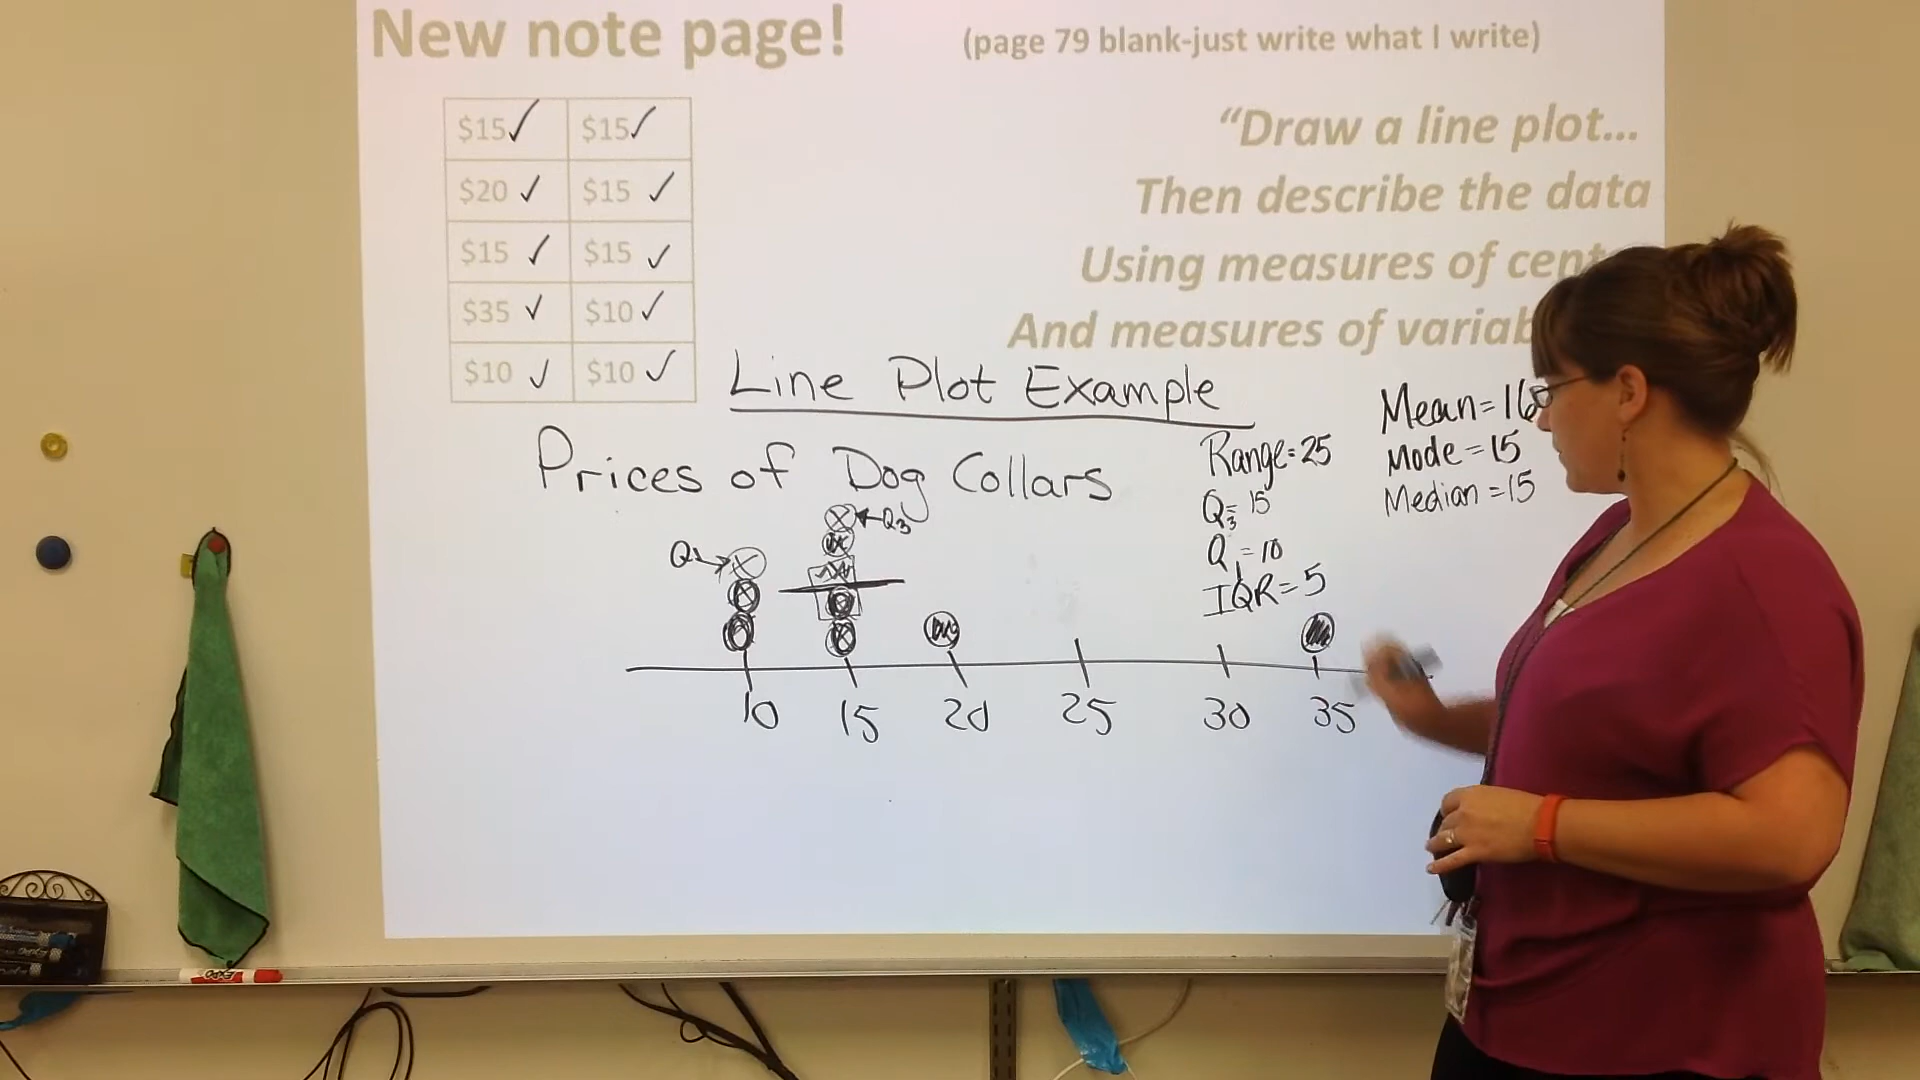 New note page!
(page 79 blank-just write what I write)
$15✓ $15✓
$20 ✓ $15 ✓
$15 ✓ $15 ✓
$35 ✓ $10 ✓
$10 ✓ $10 ✓
“Draw a line plot...
Then describe the data
Using measures of
And measures of
Line Plot Example
Prices of Dog Collars
Range=25
Q3= 15
Q1=10
IQR=5
Mean=16
Mode=15
Median=15
Q1→
←Q3
10 15 20 25 30 35
EXPO